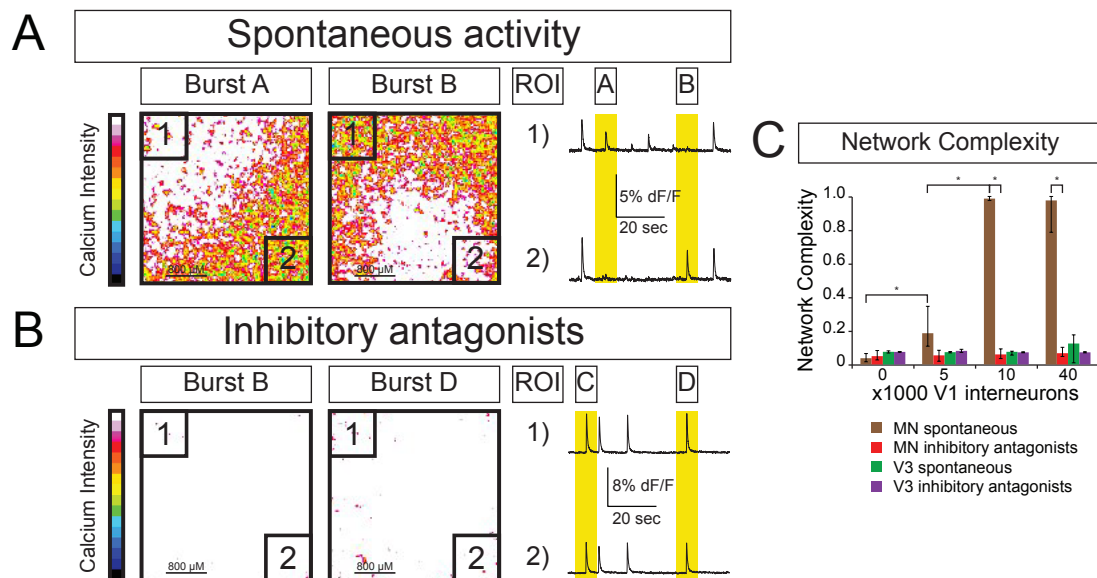 A
Spontaneous activity
Burst A
Burst B
ROI
A
B
Calcium Intensity
1
2
800 µM
1
2
800 µM
1)
2)
5% dF/F
20 sec
B
Inhibitory antagonists
Burst B
Burst D
ROI
C
D
Calcium Intensity
1
2
800 µM
1
2
800 µM
1)
2)
8% dF/F
20 sec
C
Network Complexity
Network Complexity
1.0
0.8
0.6
0.4
0.2
0
*
*
*
*
0 5 10 40
x1000 V1 interneurons
MN spontaneous
MN inhibitory antagonists
V3 spontaneous
V3 inhibitory antagonists